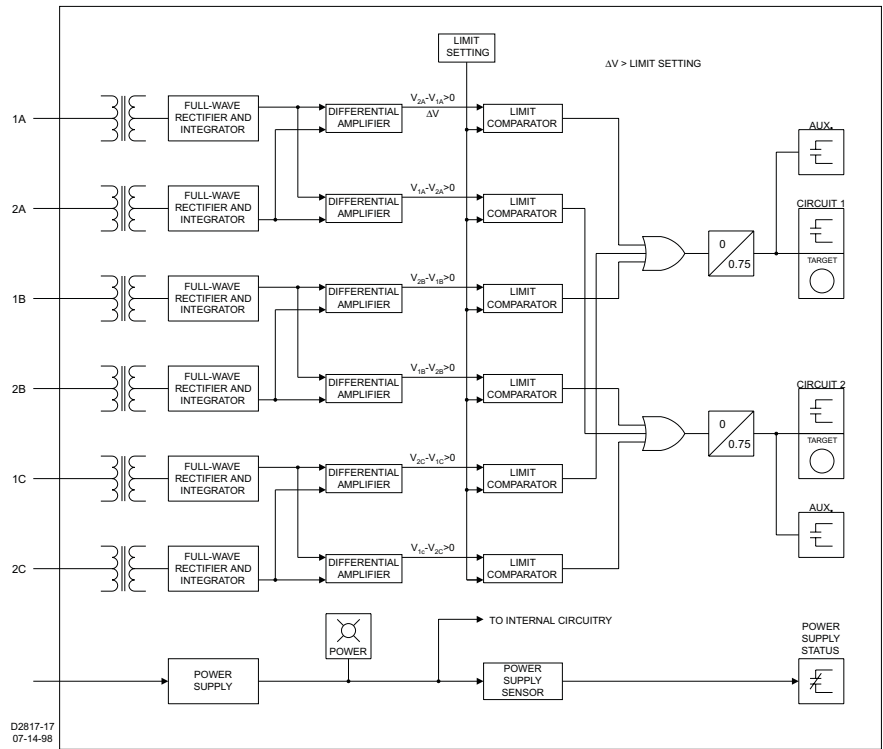 LIMIT
SETTING
ΔV > LIMIT SETTING
1A
FULL-WAVE
RECTIFIER AND
INTEGRATOR
DIFFERENTIAL
AMPLIFIER
V2A-V1A>0
ΔV
LIMIT
COMPARATOR
AUX.
2A
FULL-WAVE
RECTIFIER AND
INTEGRATOR
DIFFERENTIAL
AMPLIFIER
V1A-V2A>0
LIMIT
COMPARATOR
CIRCUIT 1
0
0.75
TARGET
1B
FULL-WAVE
RECTIFIER AND
INTEGRATOR
DIFFERENTIAL
AMPLIFIER
V2B-V1B>0
LIMIT
COMPARATOR
2B
FULL-WAVE
RECTIFIER AND
INTEGRATOR
DIFFERENTIAL
AMPLIFIER
V1B-V2B>0
LIMIT
COMPARATOR
CIRCUIT 2
0
0.75
TARGET
1C
FULL-WAVE
RECTIFIER AND
INTEGRATOR
DIFFERENTIAL
AMPLIFIER
V2C-V1C>0
LIMIT
COMPARATOR
AUX.
2C
FULL-WAVE
RECTIFIER AND
INTEGRATOR
DIFFERENTIAL
AMPLIFIER
V1c-V2C>0
LIMIT
COMPARATOR
POWER
TO INTERNAL CIRCUITRY
POWER
SUPPLY
STATUS
POWER
SUPPLY
POWER
SUPPLY
SENSOR
D2817-17
07-14-98